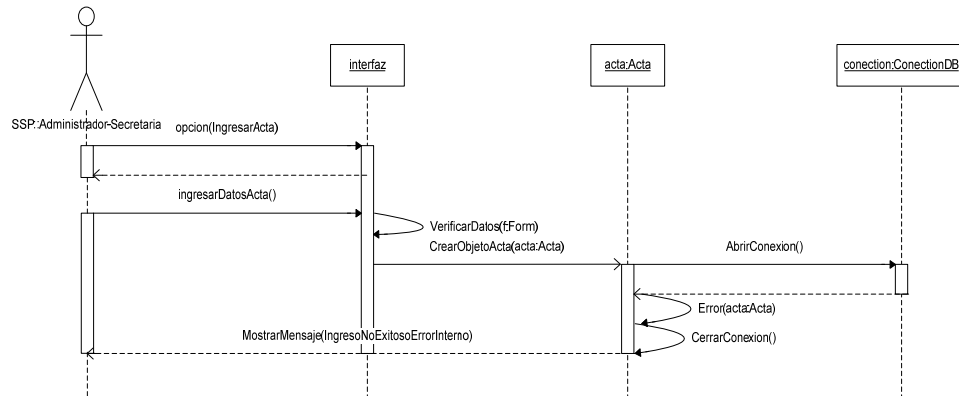 interfaz
acta:Acta
conection:ConectionDB
SSP::Administrador-Secretaria
opcion(IngresarActa)
ingresarDatosActa()
VerificarDatos(f:Form)
CrearObjetoActa(acta:Acta)
AbrirConexion()
Error(acta:Acta)
MostrarMensaje(IngresoNoExitosoErrorInterno)
CerrarConexion()